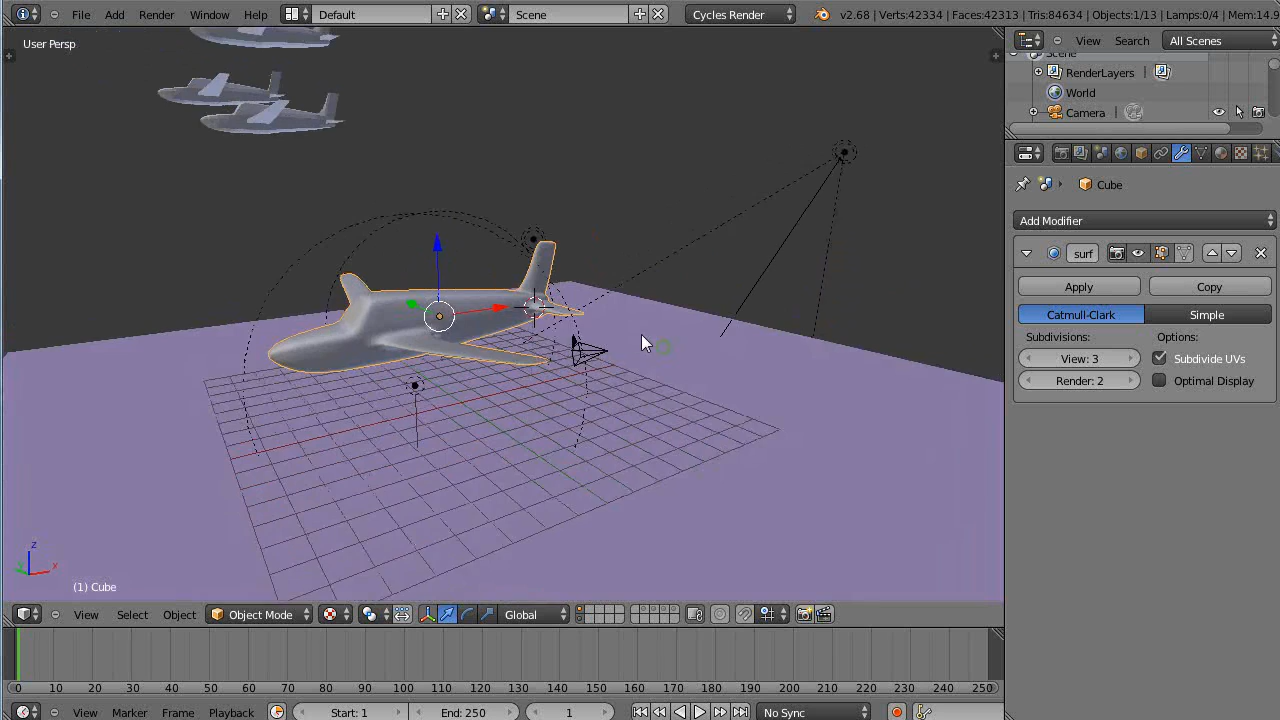 File Add Render Window Help Default Scene Cycles Render v2.68 | Verts:42334 | Faces:42313 | Tris:84634 | Objects:1/13 | Lamps:0/4 | Mem:14.9
User Persp
View Search All Scenes
Scene
RenderLayers
World
Camera
Cube
Add Modifier
surf
Apply Copy
Catmull-Clark Simple
Subdivisions: Options:
View: 3 Subdivide UVs
Render: 2 Optimal Display
z
y x
(1) Cube
View Select Object Object Mode Global
0 10 20 30 40 50 60 70 80 90 100 110 120 130 140 150 160 170 180 190 200 210 220 230 240 250
View Marker Frame Playback Start: 1 End: 250 1 No Sync